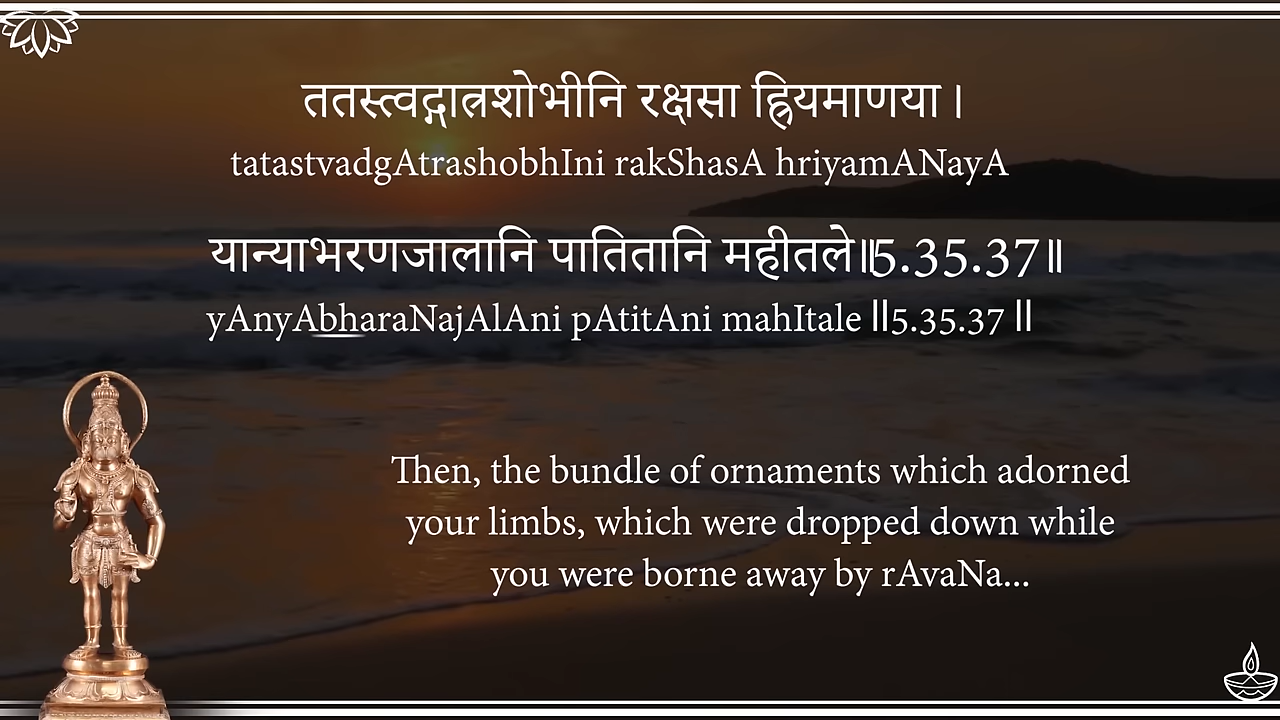 ततस्त्वद्गात्रशोभीनि रक्षसा ह्रियमाणया ।
tatastvadgAtrashobhIni rakShasA hriyamANayA
यान्याभरणजालानि पातितानि महीतले॥5.35.37॥
yAnyAbharaNajAlAni pAtitAni mahItale ॥5.35.37 ॥
Then, the bundle of ornaments which adorned
your limbs, which were dropped down while
you were borne away by rAvaNa...